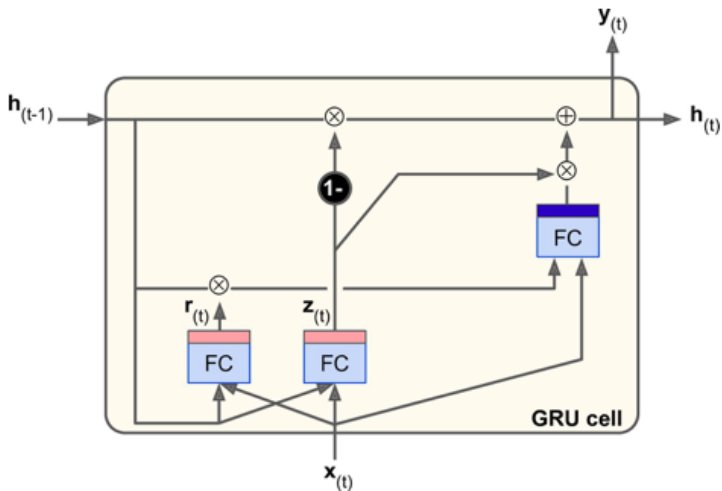 y(t)
h(t-1)
h(t)
1-
FC
r(t)
z(t)
FC
FC
GRU cell
x(t)